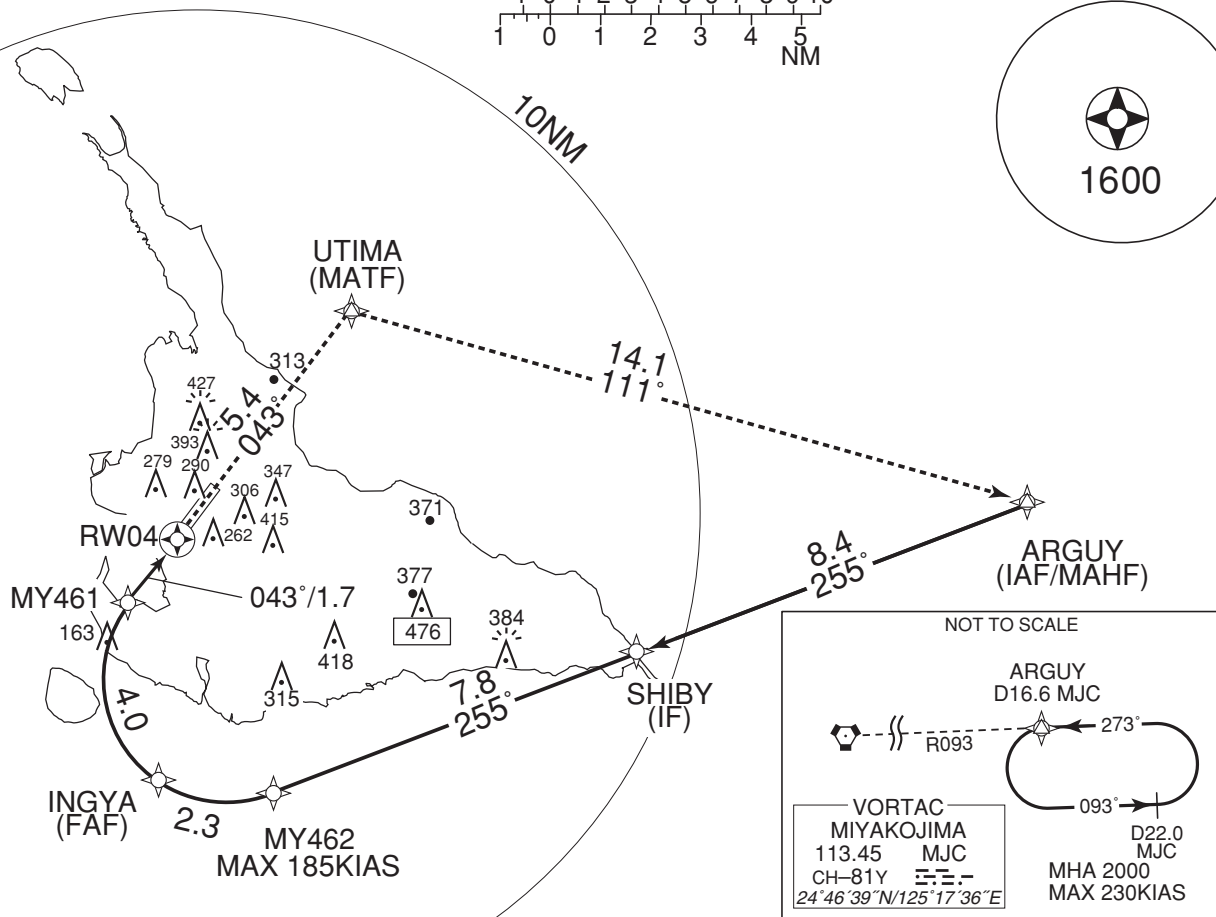 1 0 1 2 3 4 5
NM
10NM
1600
UTIMA
(MATF)
14.1
111°
313
427
5.4
043°
393
279
290
347
306
415
262
371
RW04
ARGUY
(IAF/MAHF)
8.4
255°
MY461
043°/1.7
377
476
163
384
418
315
SHIBY
(IF)
7.8
255°
4.0
INGYA
(FAF)
2.3
MY462
MAX 185KIAS
NOT TO SCALE
ARGUY
D16.6 MJC
273°
R093
093°
D22.0
MJC
VORTAC
MIYAKOJIMA
113.45 MJC
CH–81Y
24°46´39˝N/125°17´36˝E
MHA 2000
MAX 230KIAS